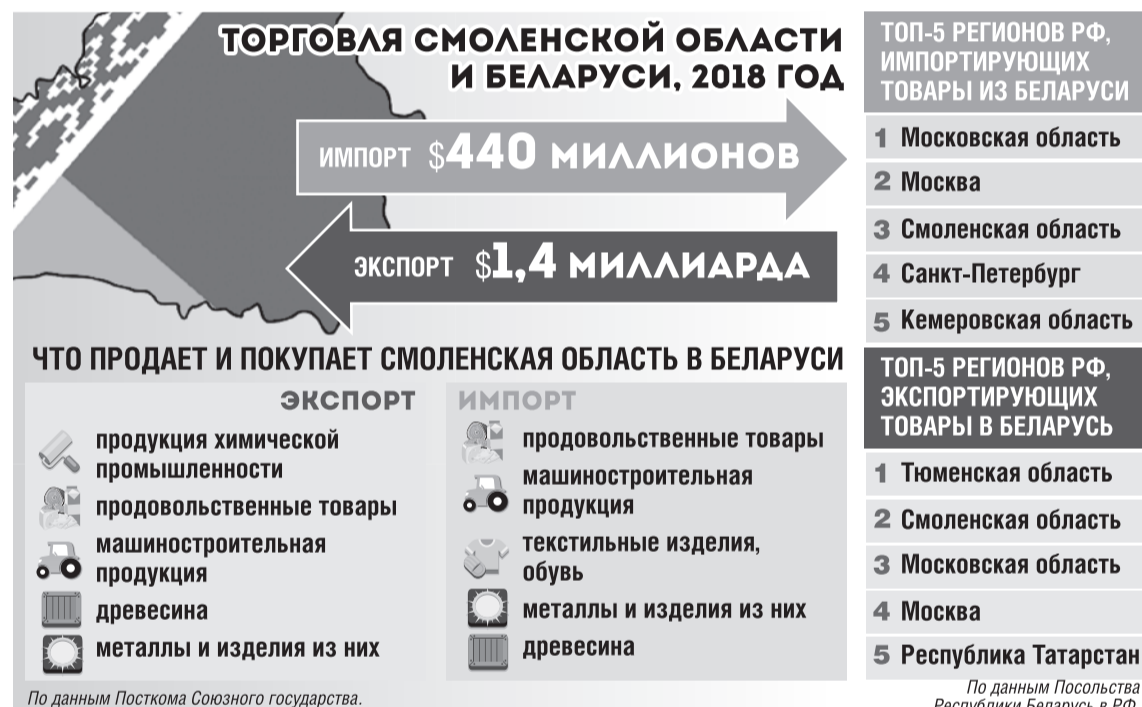 ТОРГОВЛЯ СМОЛЕНСКОЙ ОБЛАСТИ
И БЕЛАРУСИ, 2018 ГОД
ИМПОРТ $440 МИЛЛИОНОВ
ЭКСПОРТ $1,4 МИЛЛИАРДА
ЧТО ПРОДАЕТ И ПОКУПАЕТ СМОЛЕНСКАЯ ОБЛАСТЬ В БЕЛАРУСИ
ЭКСПОРТ
продукция химической
промышленности
продовольственные товары
машиностроительная
продукция
древесина
металлы и изделия из них
ИМПОРТ
продовольственные товары
машиностроительная
продукция
текстильные изделия,
обувь
металлы и изделия из них
древесина
По данным Посткома Союзного государства.
ТОП-5 РЕГИОНОВ РФ,
ИМПОРТИРУЮЩИХ
ТОВАРЫ ИЗ БЕЛАРУСИ
1 Московская область
2 Москва
3 Смоленская область
4 Санкт-Петербург
5 Кемеровская область
ТОП-5 РЕГИОНОВ РФ,
ЭКСПОРТИРУЮЩИХ
ТОВАРЫ В БЕЛАРУСЬ
1 Тюменская область
2 Смоленская область
3 Московская область
4 Москва
5 Республика Татарстан
По данным Посольства
Республики Беларусь в РФ.